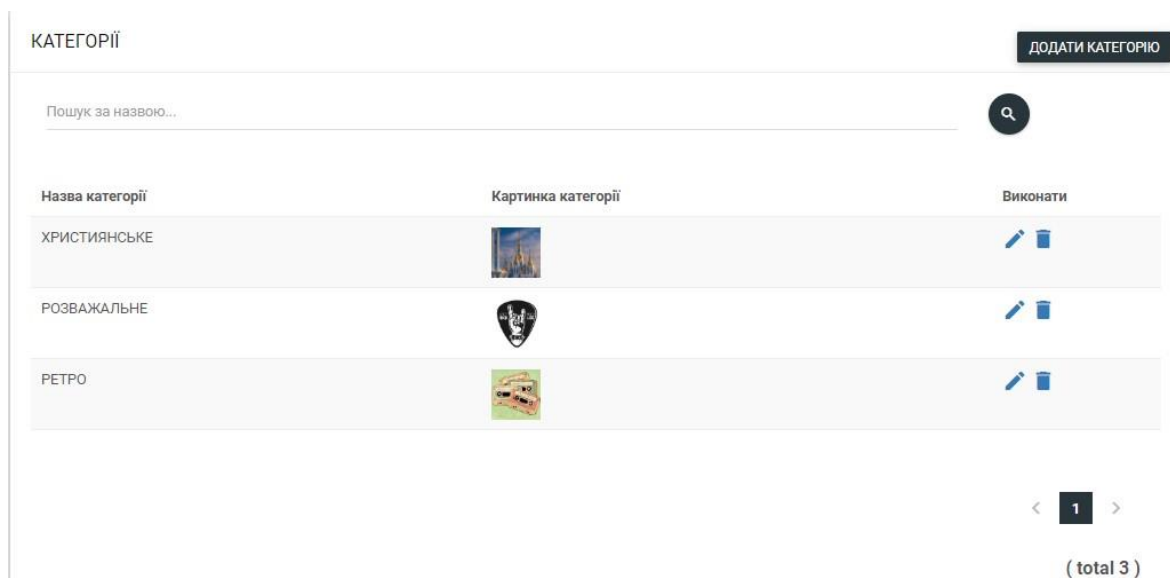 КАТЕГОРІЇ
ДОДАТИ КАТЕГОРІЮ
Пошук за назвою...
Назва категорії Картинка категорії Виконати
ХРИСТИЯНСЬКЕ
РОЗВАЖАЛЬНЕ
РЕТРО
1
( total 3 )